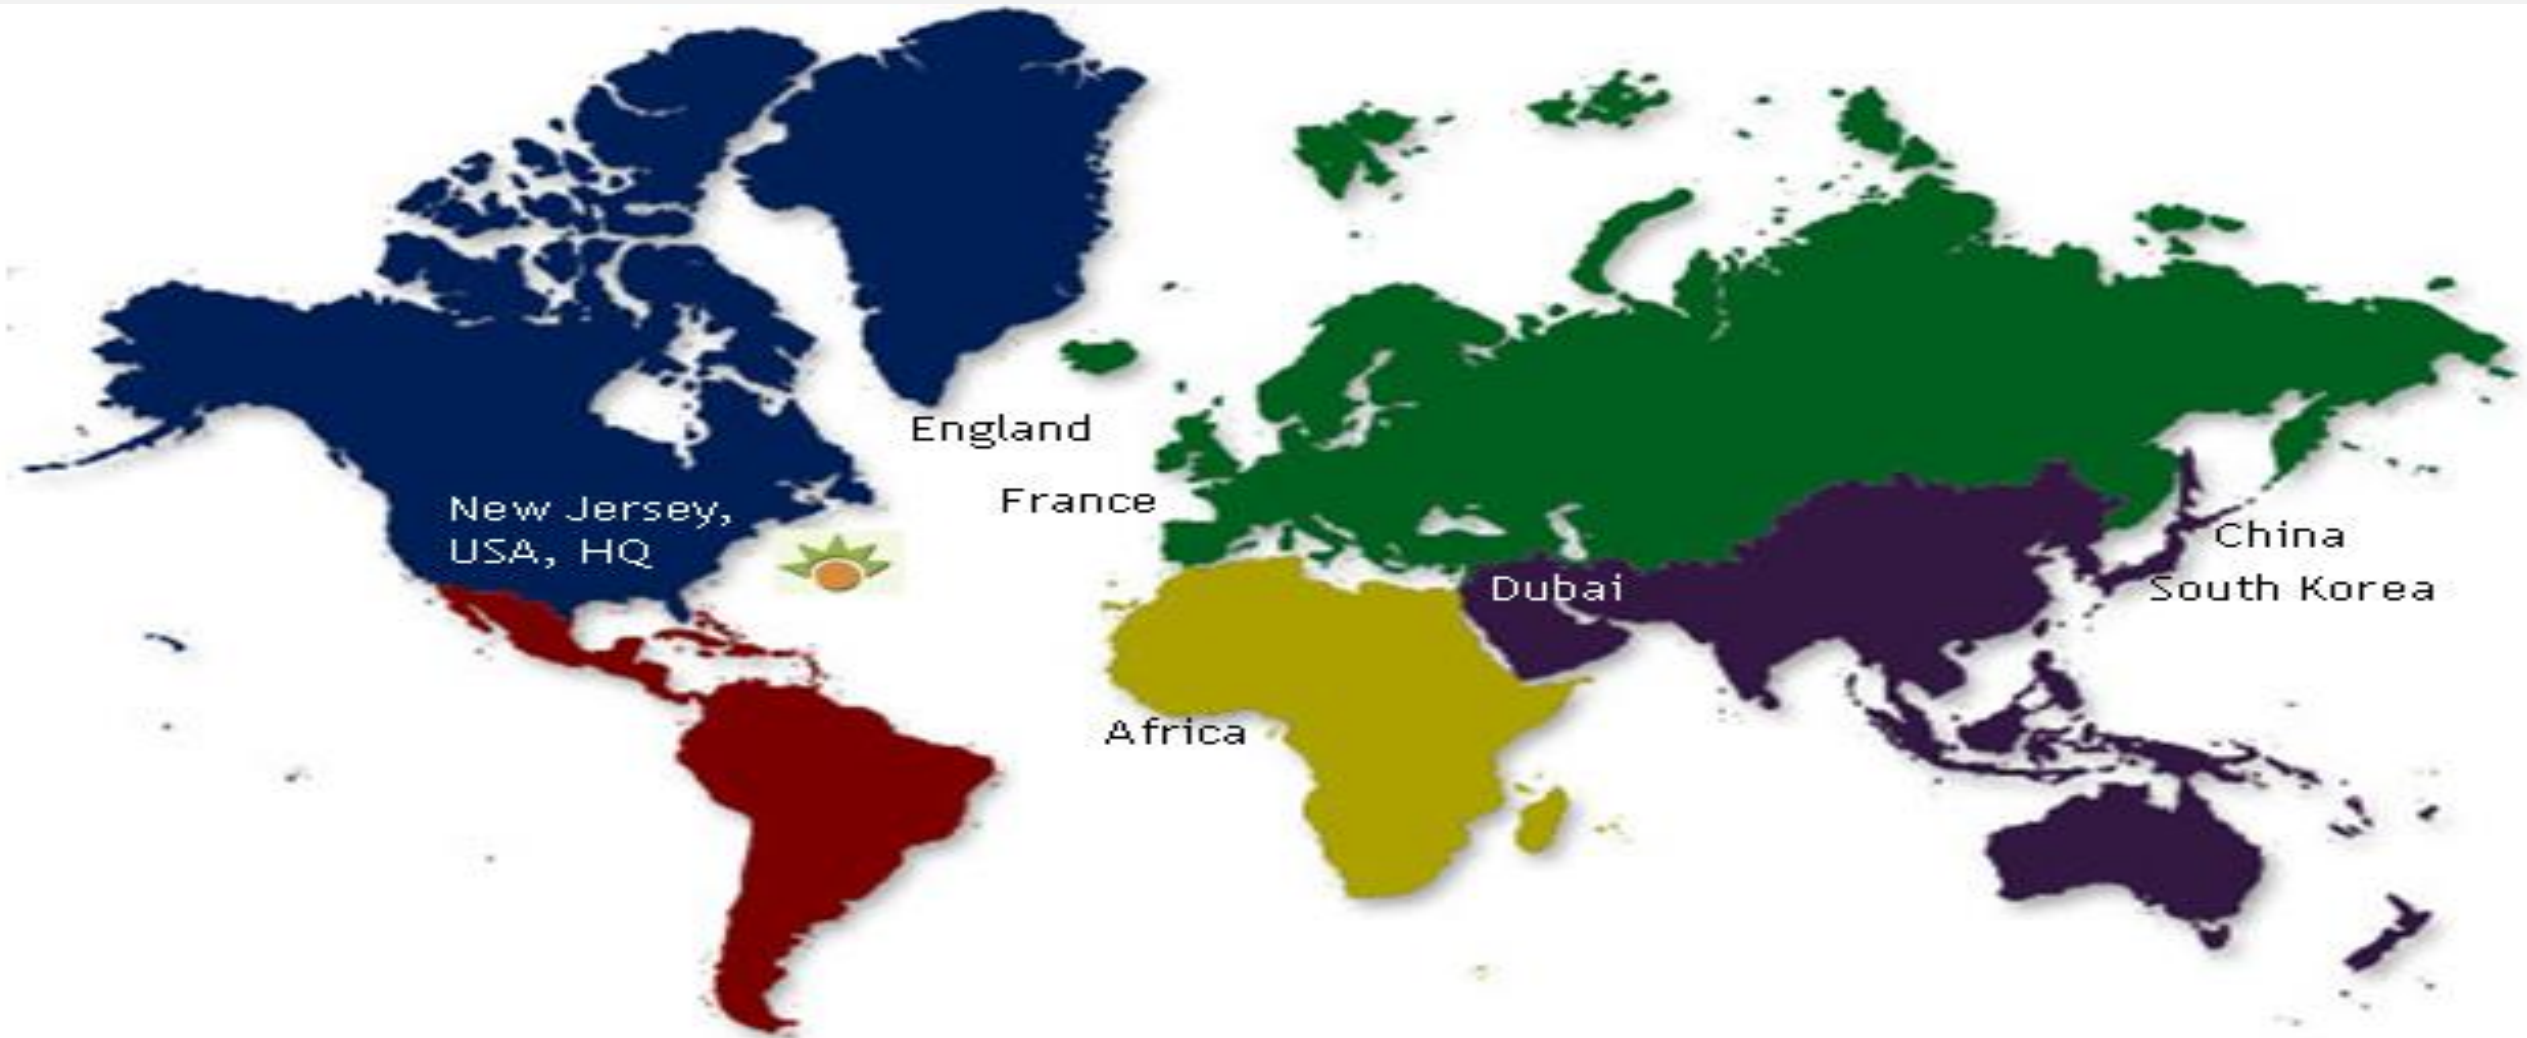 England
France
New Jersey,
USA, HQ
China
Dubai
South Korea
Africa